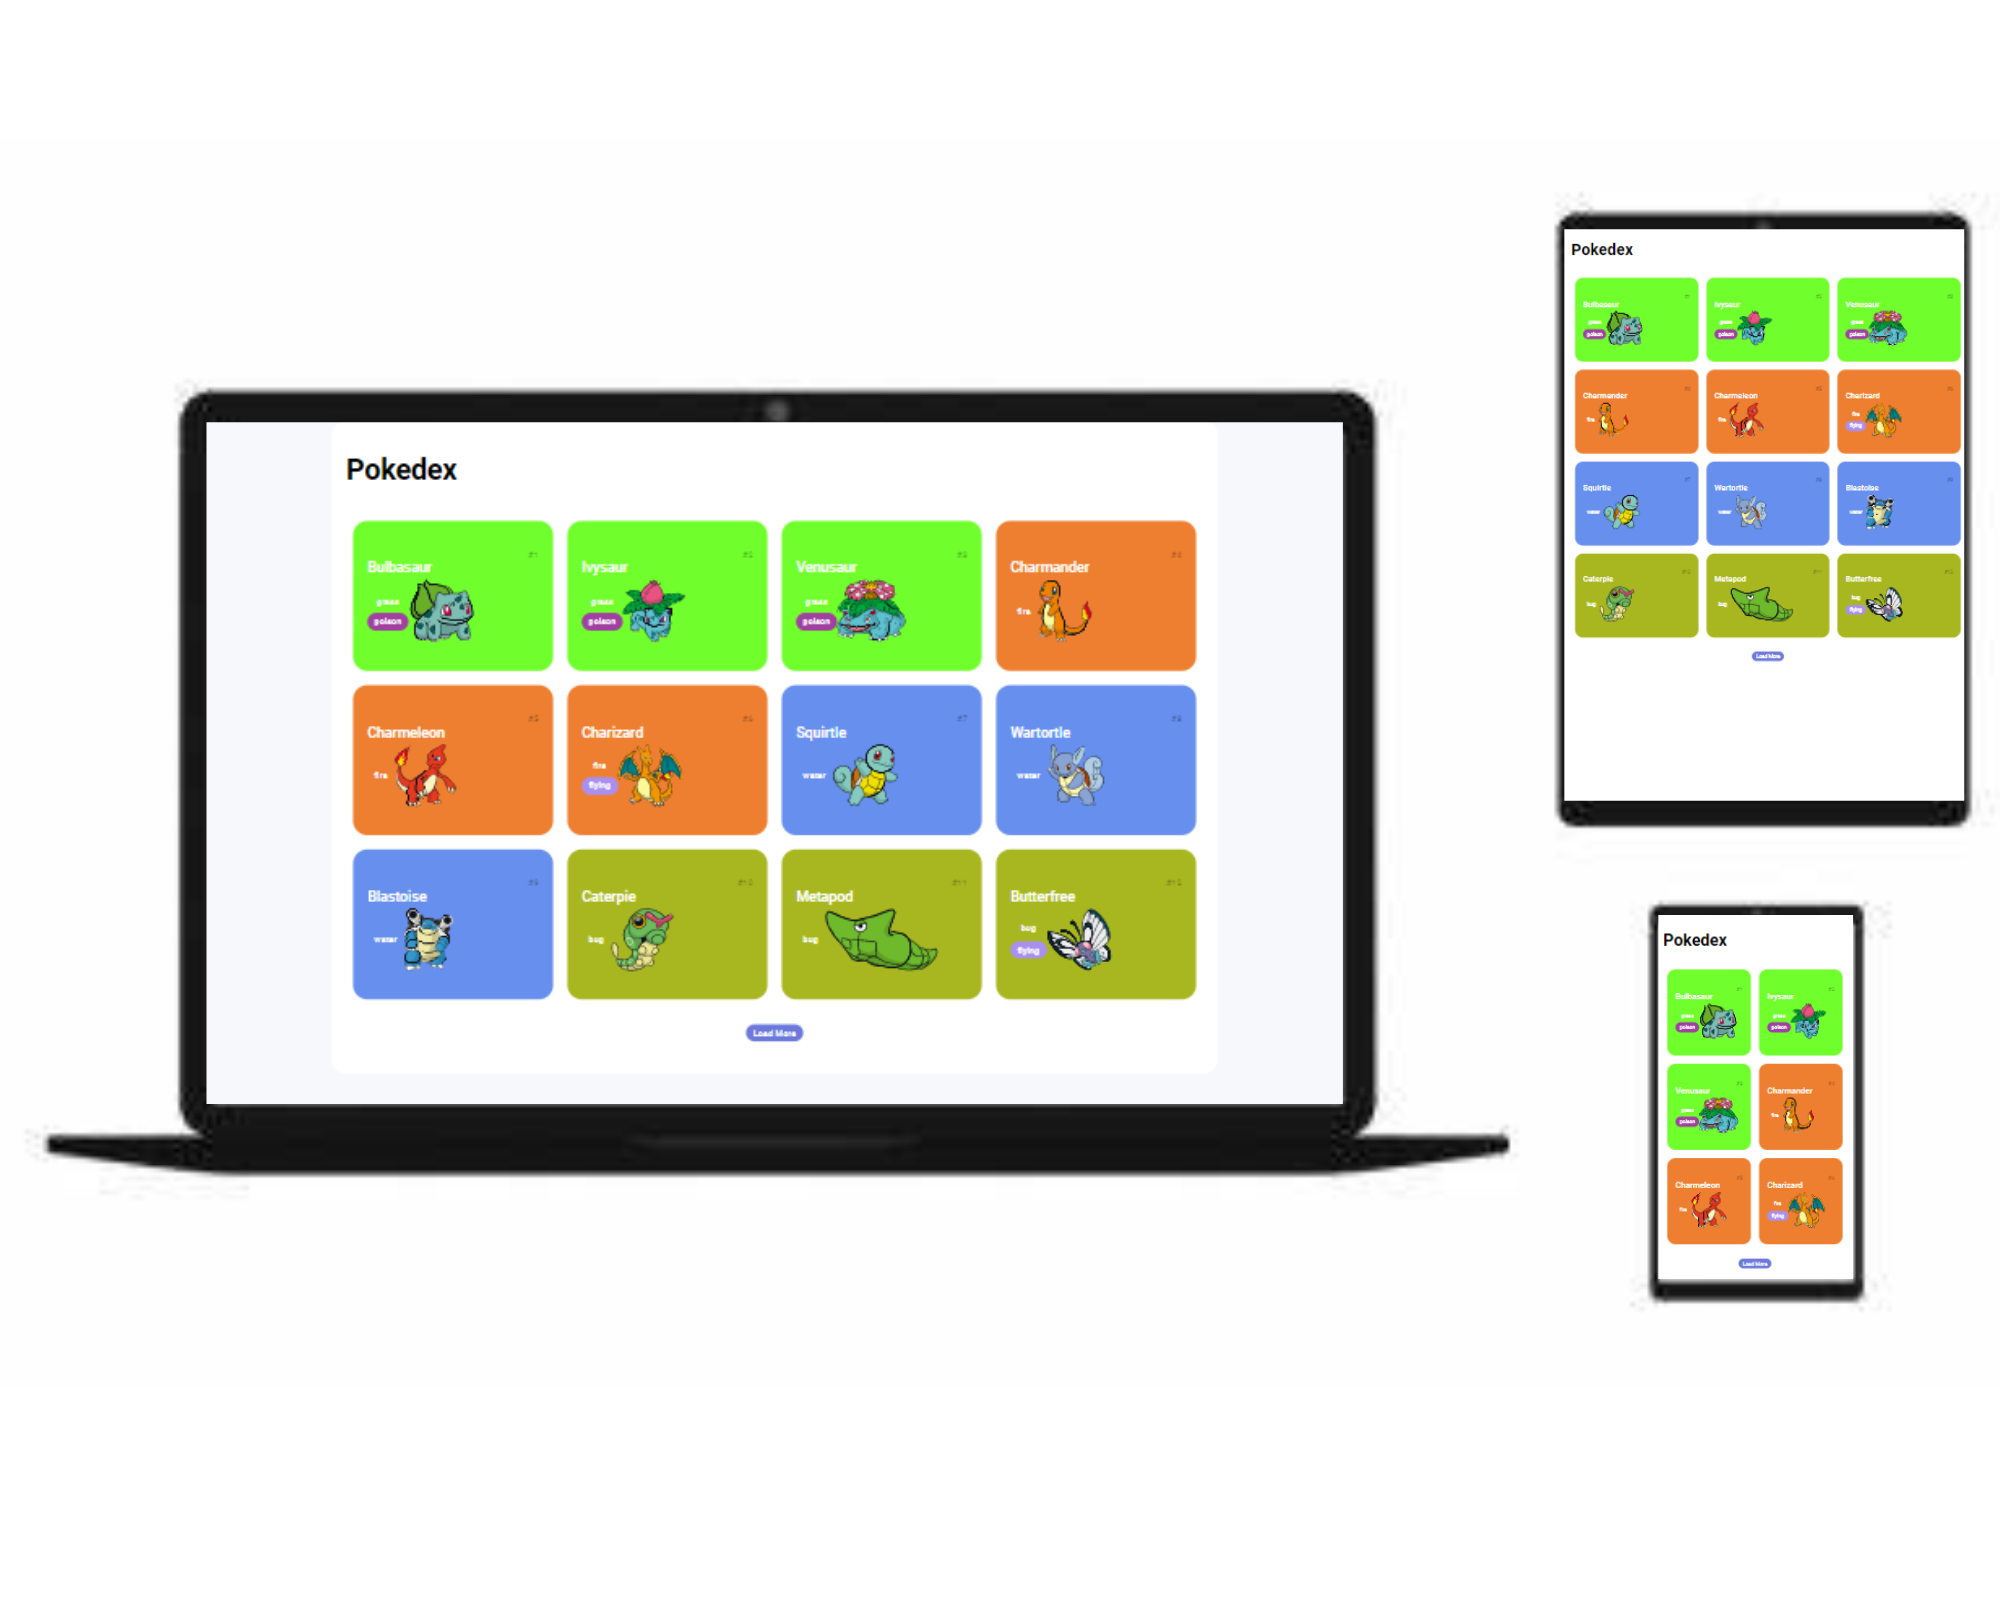 Pokedex
#1
Bulbasaur
grass
poison
#2
Ivysaur
grass
poison
#3
Venusaur
grass
poison
#4
Charmander
fire
#5
Charmeleon
fire
#6
Charizard
fire
flying
#7
Squirtle
water
#8
Wartortle
water
#9
Blastoise
water
#10
Caterpie
bug
#11
Metapod
bug
#12
Butterfree
bug
flying
Load More
Pokedex
Bulbasaur
grass
poison
Ivysaur
grass
poison
Venusaur
grass
poison
Charmander
fire
Charmeleon
fire
Charizard
fire
flying
Squirtle
water
Wartortle
water
Blastoise
water
Caterpie
bug
Metapod
bug
Butterfree
bug
flying
Load More
Pokedex
Bulbasaur
grass
poison
Ivysaur
grass
poison
Venusaur
grass
poison
Charmander
fire
Charmeleon
fire
Charizard
fire
flying
Load More